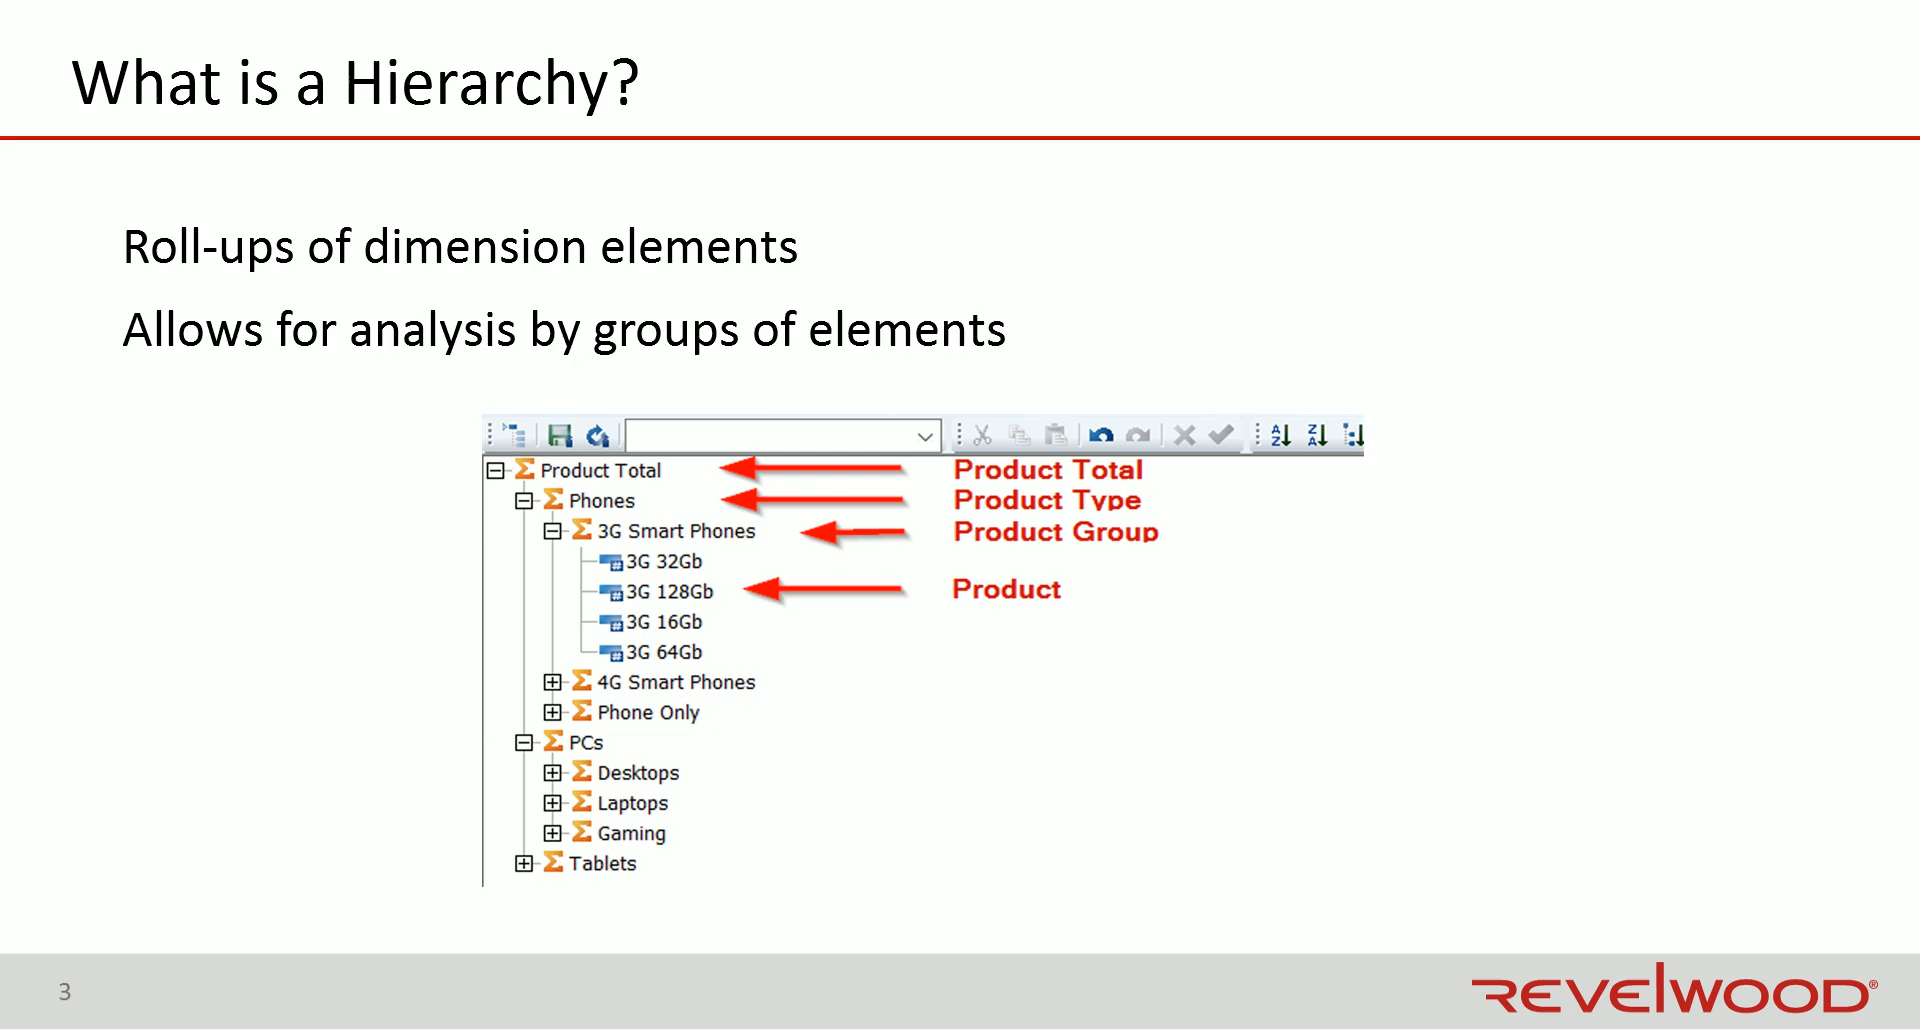 What is a Hierarchy?
Roll-ups of dimension elements
Allows for analysis by groups of elements
Product Total Product Total
Phones Product Type
3G Smart Phones Product Group
3G 32Gb
3G 128Gb Product
3G 16Gb
3G 64Gb
4G Smart Phones
Phone Only
PCs
Desktops
Laptops
Gaming
Tablets
3
REVELWOOD®